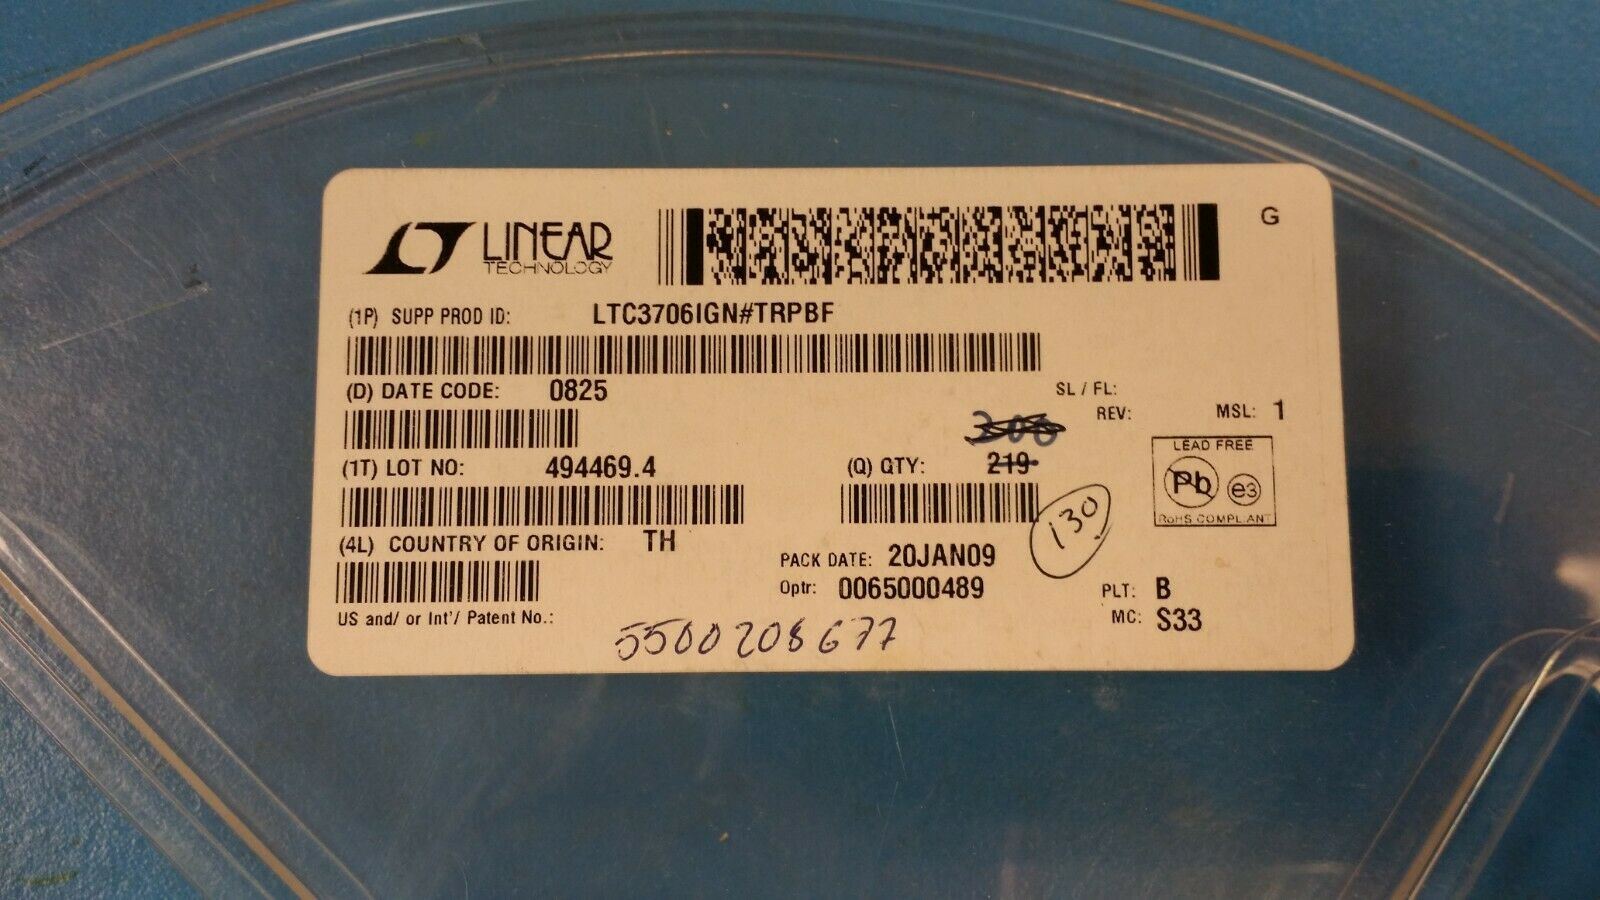 LINEAR
TECHNOLOGY
G
(1P) SUPP PROD ID: LTC3706IGN#TRPBF
(D) DATE CODE: 0825
SL / FL:
REV:
MSL: 1
300
(1T) LOT NO: 494469.4
(Q) QTY: 219
130
LEAD FREE
Pb
e3
RoHS COMPLIANT
(4L) COUNTRY OF ORIGIN: TH
PACK DATE: 20JAN09
Optr: 0065000489
PLT: B
MC: S33
US and/ or Int'/ Patent No.:
5500208677